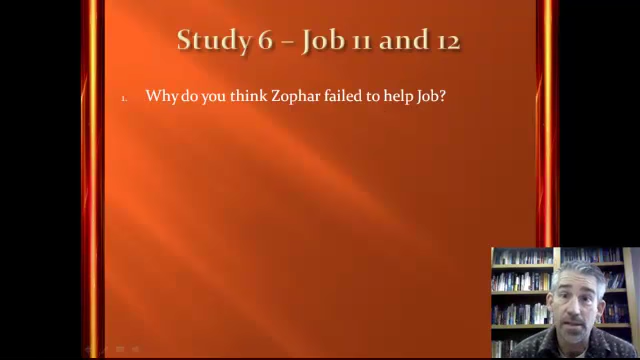 Study 6 – Job 11 and 12
1. Why do you think Zophar failed to help Job?